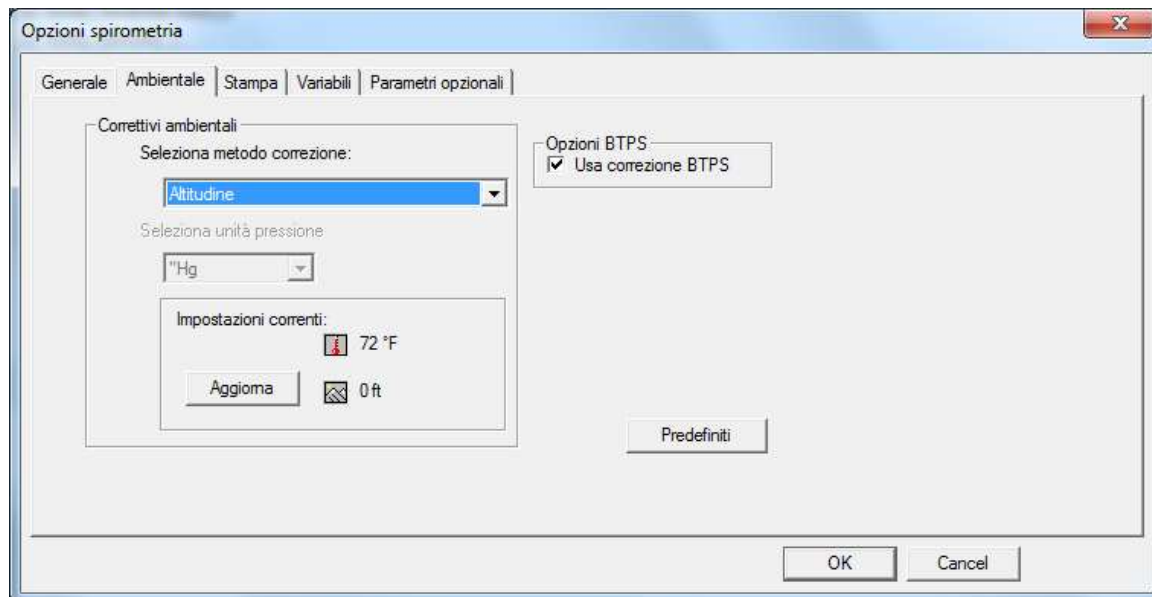 Opzioni spirometria
Generale Ambientale Stampa Variabili Parametri opzionali
Correttivi ambientali
Seleziona metodo correzione:
Altitudine
Seleziona unità pressione
"Hg
Impostazioni correnti:
72 °F
Aggiorna
0 ft
Opzioni BTPS
Usa correzione BTPS
Predefiniti
OK Cancel